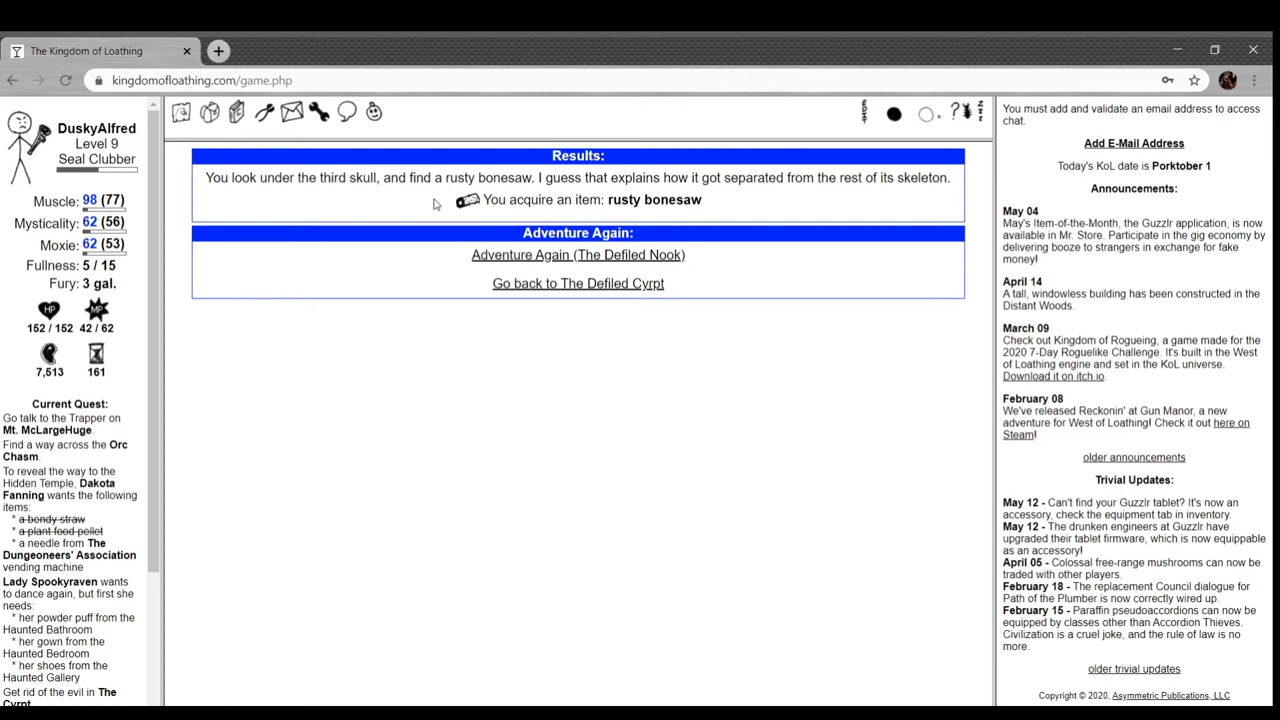 The Kingdom of Loathing
kingdomofloathing.com/game.php
DuskyAlfred
Level 9
Seal Clubber
Muscle: 98 (77)
Mysticality: 62 (56)
Moxie: 62 (53)
Fullness: 5 / 15
Fury: 3 gal.
HP MP
152 / 152 42 / 62
7,513 161
Current Quest:
Go talk to the Trapper on
Mt. McLargeHuge.
Find a way across the Orc
Chasm.
To reveal the way to the
Hidden Temple, Dakota
Fanning wants the following
items:
* a bendy straw
* a plant food pellet
* a needle from The
Dungeoneers' Association
vending machine
Lady Spookyraven wants
to dance again, but first she
needs:
* her powder puff from the
Haunted Bathroom
* her gown from the
Haunted Bedroom
* her shoes from the
Haunted Gallery
Get rid of the evil in The
Cyrpt.
Results:
You look under the third skull, and find a rusty bonesaw. I guess that explains how it got separated from the rest of its skeleton.
You acquire an item: rusty bonesaw
Adventure Again:
Adventure Again (The Defiled Nook)
Go back to The Defiled Cyrpt
You must add and validate an email address to access
chat.
Add E-Mail Address
Today's KoL date is Porktober 1
Announcements:
May 04
May's Item-of-the-Month, the Guzzlr application, is now
available in Mr. Store. Participate in the gig economy by
delivering booze to strangers in exchange for fake
money!
April 14
A tall, windowless building has been constructed in the
Distant Woods.
March 09
Check out Kingdom of Rogueing, a game made for the
2020 7-Day Roguelike Challenge. It's built in the West
of Loathing engine and set in the KoL universe.
Download it on itch.io.
February 08
We've released Reckonin' at Gun Manor, a new
adventure for West of Loathing! Check it out here on
Steam!
older announcements
Trivial Updates:
May 12 - Can't find your Guzzlr tablet? It's now an
accessory, check the equipment tab in inventory.
May 12 - The drunken engineers at Guzzlr have
upgraded their tablet firmware, which is now equippable
as an accessory!
April 05 - Colossal free-range mushrooms can now be
traded with other players.
February 18 - The replacement Council dialogue for
Path of the Plumber is now correctly wired up.
February 15 - Paraffin pseudoaccordions can now be
equipped by classes other than Accordion Thieves.
Civilization is a cruel joke, and the rule of law is no
more.
older trivial updates
Copyright © 2020, Asymmetric Publications, LLC